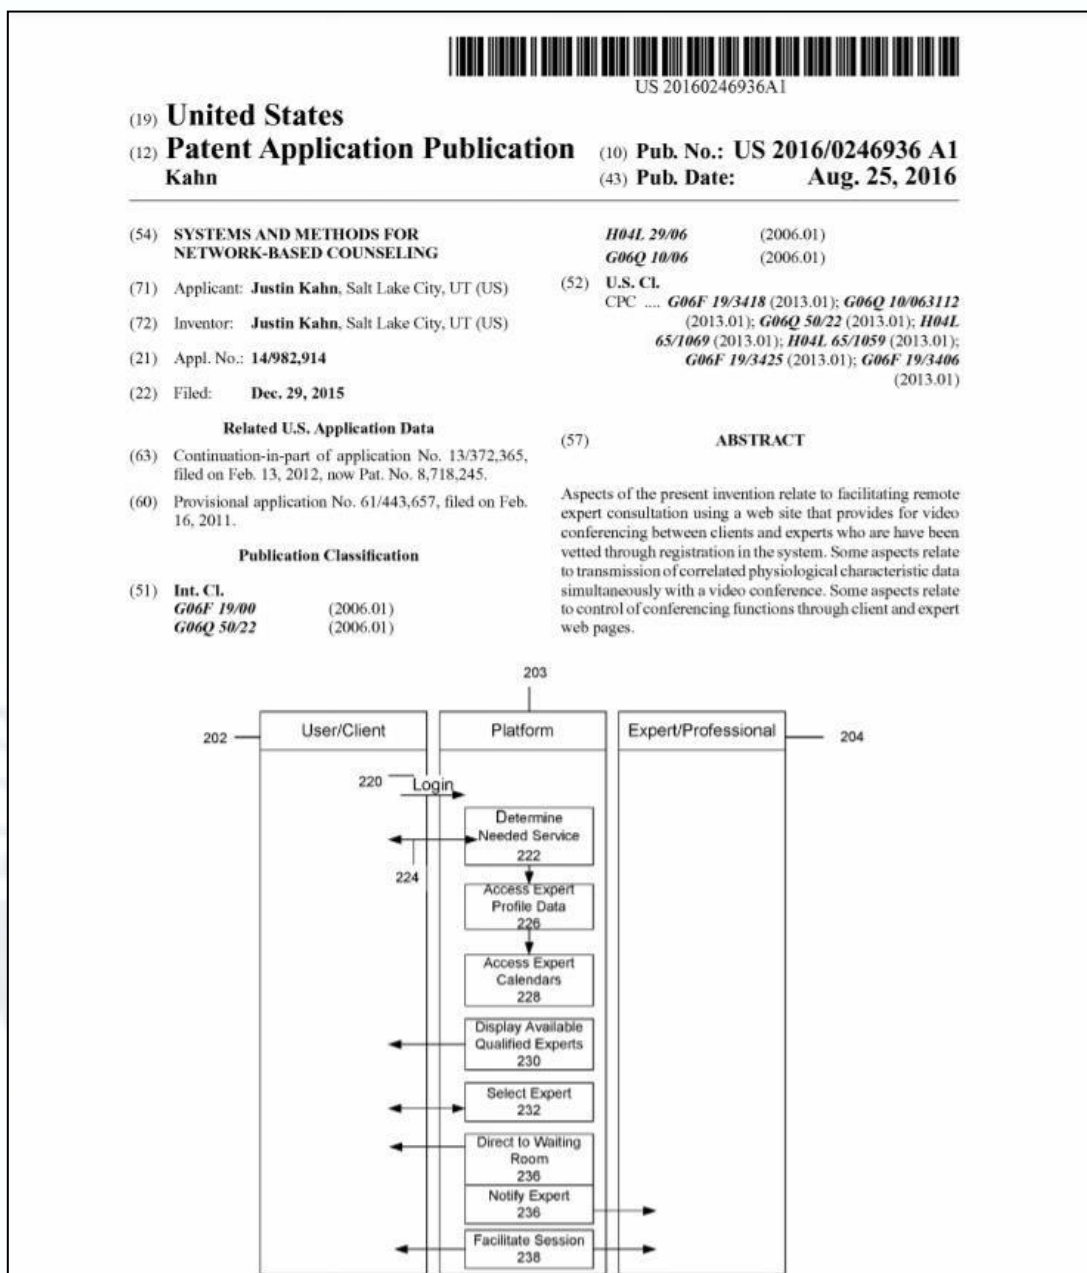 US 20160246936A1
(19) United States
(12) Patent Application Publication
Kahn
(10) Pub. No.: US 2016/0246936 A1
(43) Pub. Date: Aug. 25, 2016
(54) SYSTEMS AND METHODS FOR
NETWORK-BASED COUNSELING
(71) Applicant: Justin Kahn, Salt Lake City, UT (US)
(72) Inventor: Justin Kahn, Salt Lake City, UT (US)
(21) Appl. No.: 14/982,914
(22) Filed: Dec. 29, 2015
Related U.S. Application Data
(63) Continuation-in-part of application No. 13/372,365,
filed on Feb. 13, 2012, now Pat. No. 8,718,245.
(60) Provisional application No. 61/443,657, filed on Feb.
16, 2011.
Publication Classification
(51) Int. Cl.
G06F 19/00 (2006.01)
G06Q 50/22 (2006.01)
H04L 29/06 (2006.01)
G06Q 10/06 (2006.01)
(52) U.S. Cl.
CPC .... G06F 19/3418 (2013.01); G06Q 10/063112
(2013.01); G06Q 50/22 (2013.01); H04L
65/1069 (2013.01); H04L 65/1059 (2013.01);
G06F 19/3425 (2013.01); G06F 19/3406
(2013.01)
(57) ABSTRACT
Aspects of the present invention relate to facilitating remote
expert consultation using a web site that provides for video
conferencing between clients and experts who are have been
vetted through registration in the system. Some aspects relate
to transmission of correlated physiological characteristic data
simultaneously with a video conference. Some aspects relate
to control of conferencing functions through client and expert
web pages.
203
202
User/Client
Platform
Expert/Professional
204
220
Login
Determine
Needed Service
222
224
Access Expert
Profile Data
226
Access Expert
Calendars
228
Display Available
Qualified Experts
230
Select Expert
232
Direct to Waiting
Room
236
Notify Expert
236
Facilitate Session
238